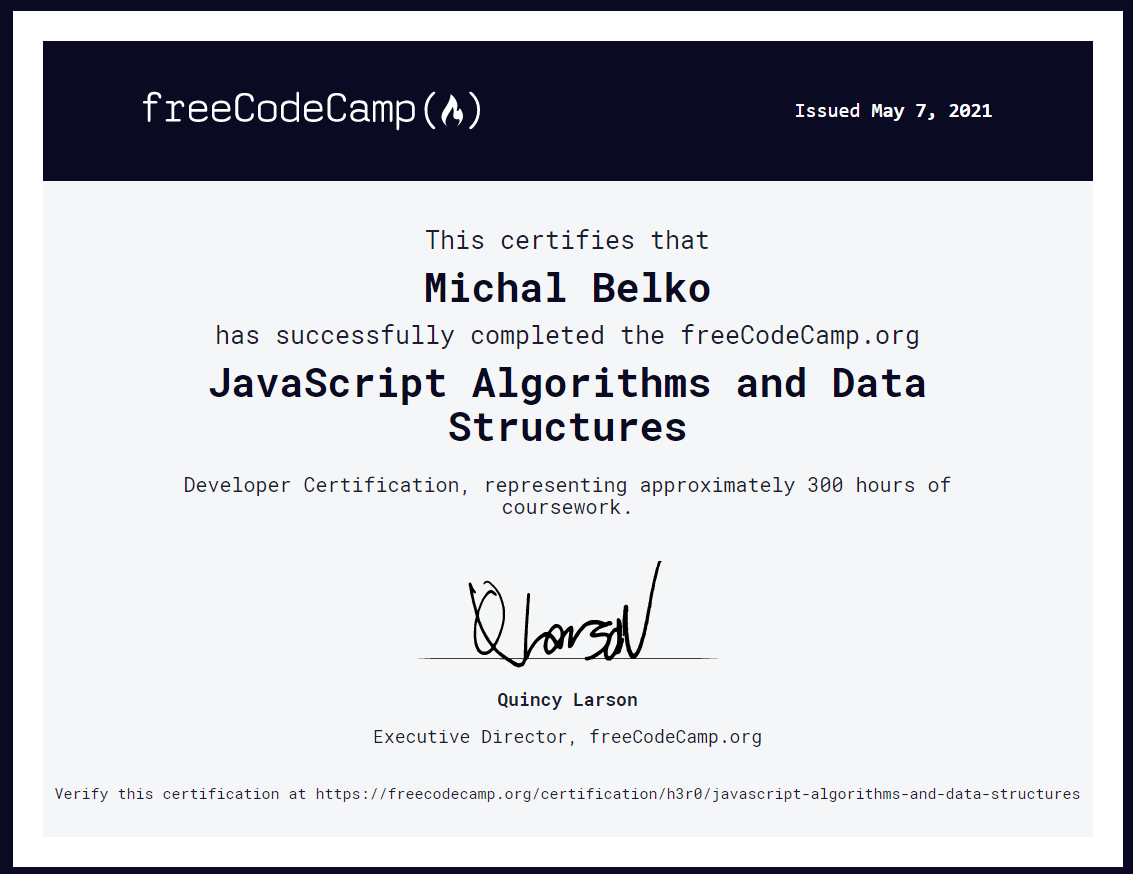 freeCodeCamp(🔥)
Issued May 7, 2021
This certifies that
Michal Belko
has successfully completed the freeCodeCamp.org
JavaScript Algorithms and Data
Structures
Developer Certification, representing approximately 300 hours of
coursework.
Q Larson
Quincy Larson
Executive Director, freeCodeCamp.org
Verify this certification at https://freecodecamp.org/certification/h3r0/javascript-algorithms-and-data-structures